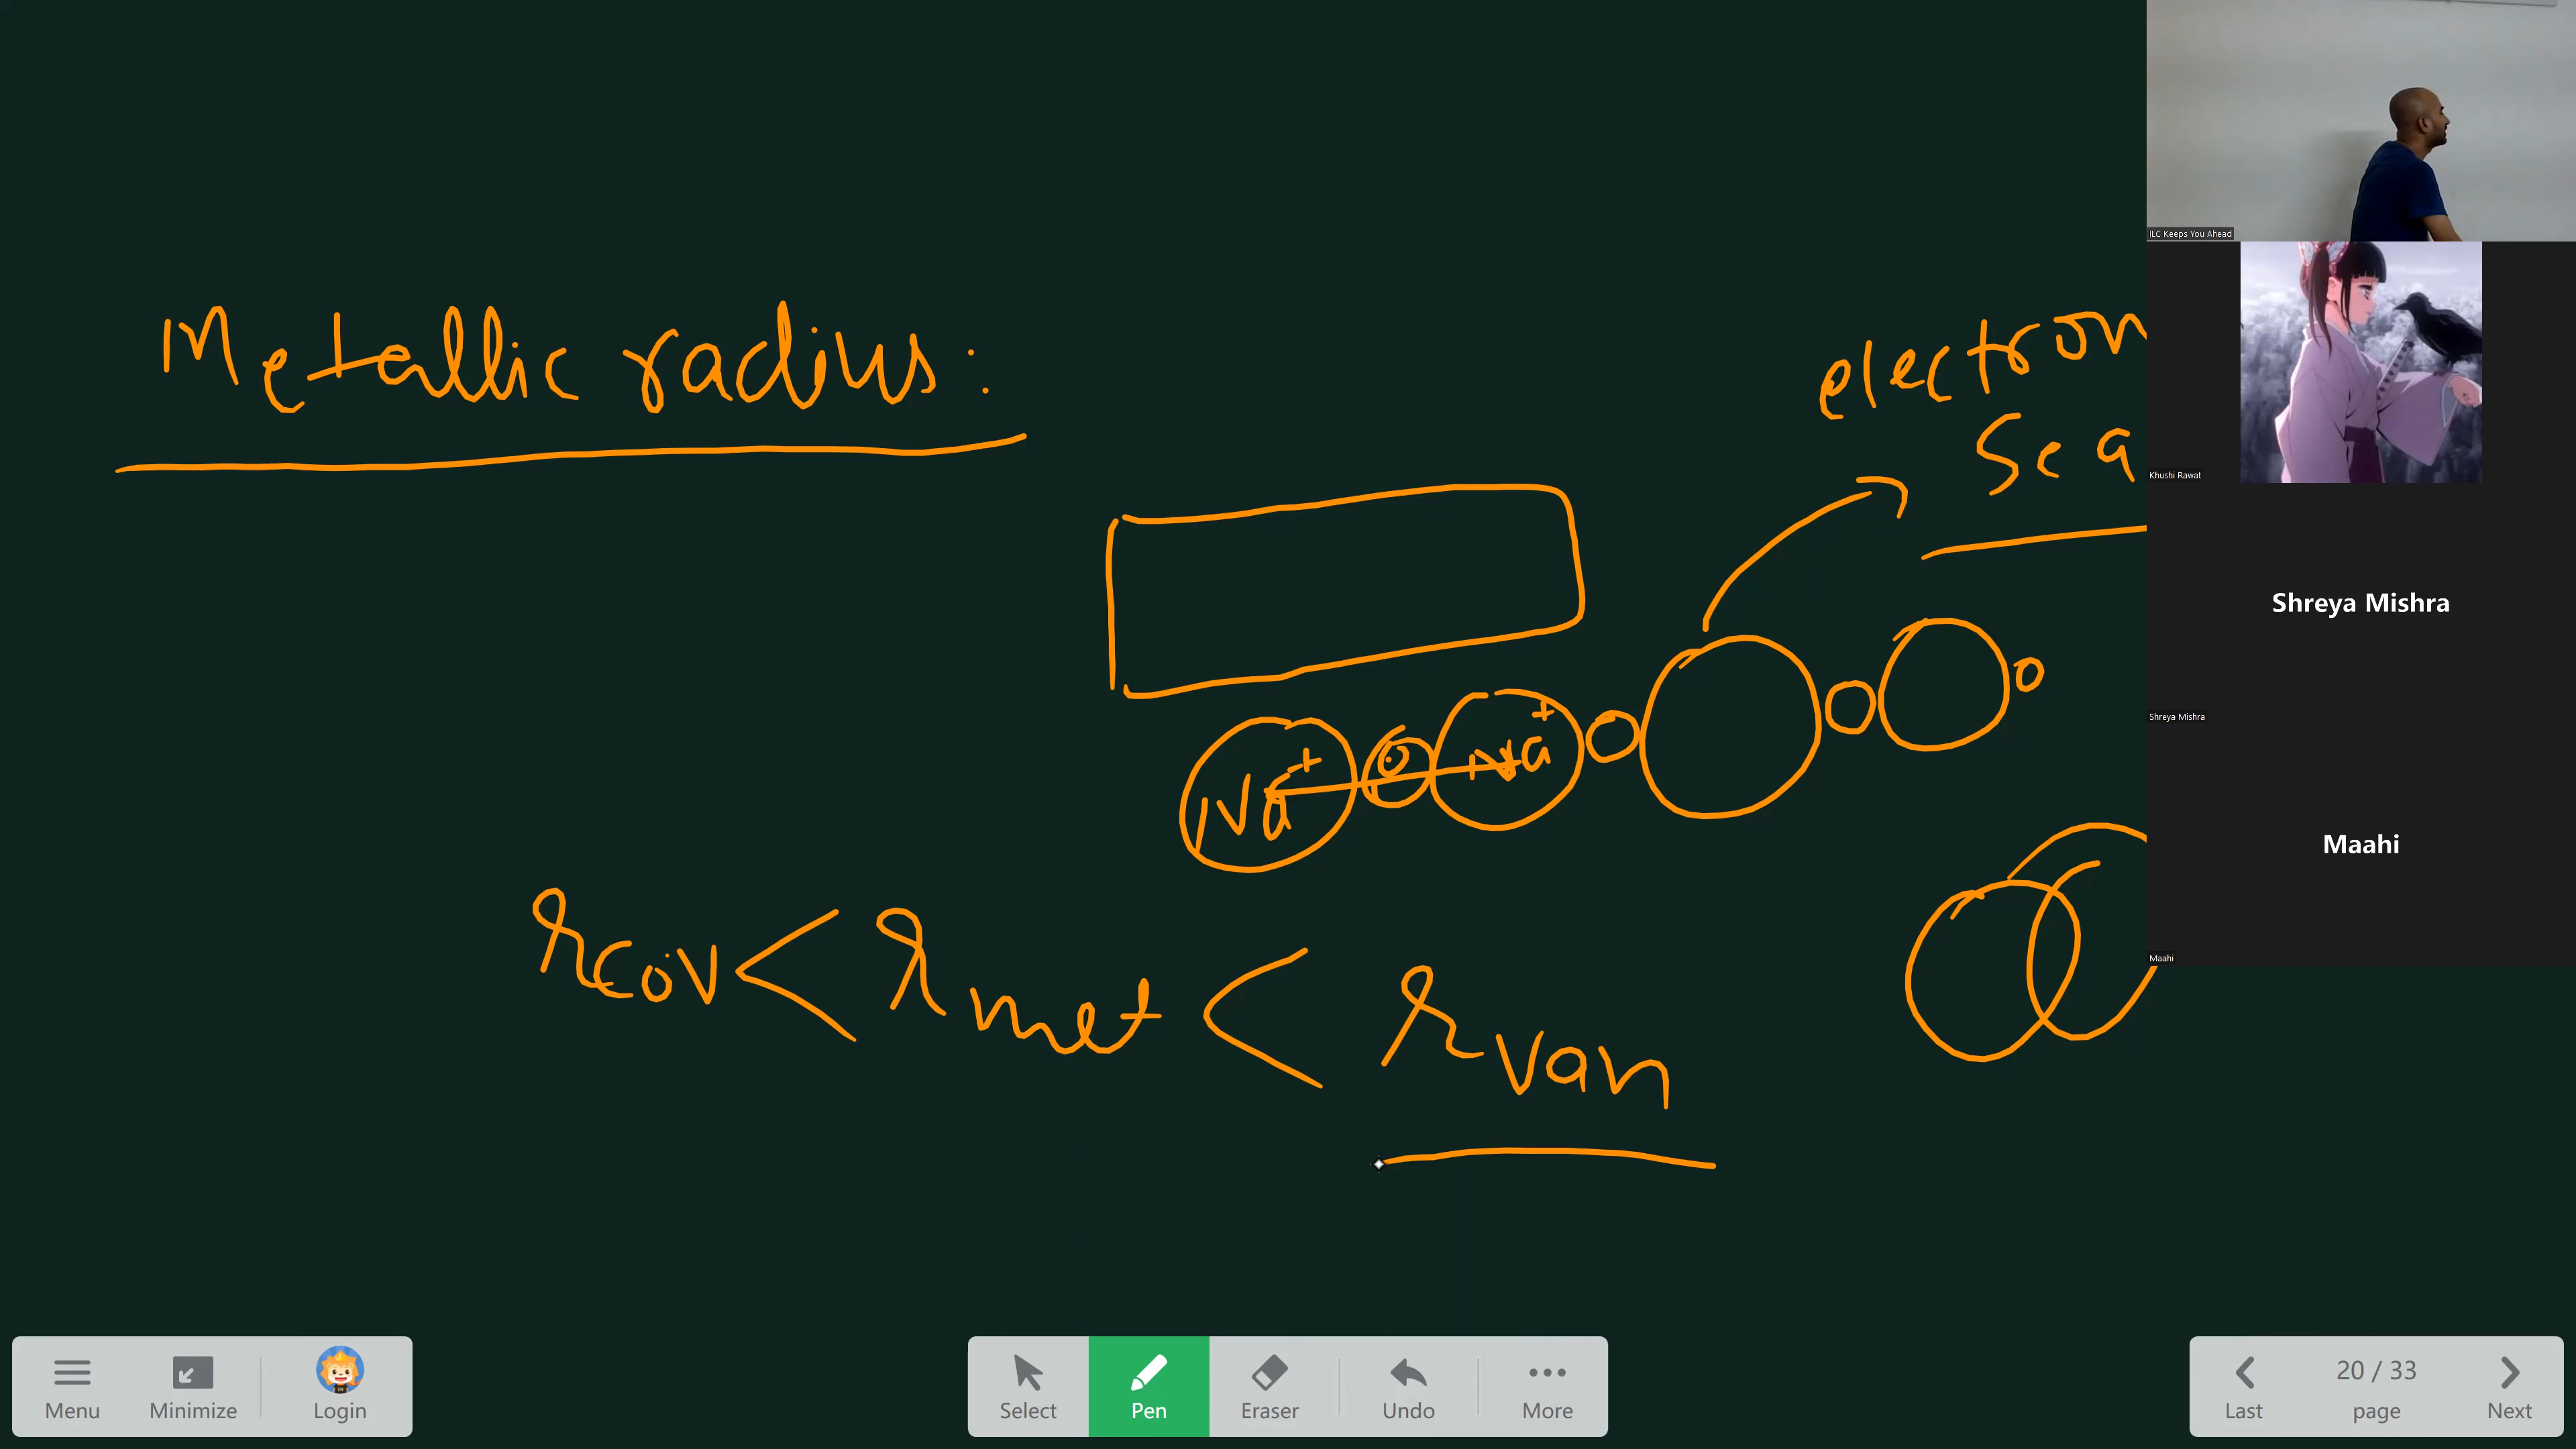 ILC Keeps You Ahead
Metallic radius:
electron
Sea
Khushi Rawat
Shreya Mishra
Shreya Mishra
Na+ Na+
Maahi
Maahi
rcov < rmet < rvan
Menu Minimize Login Select Pen Eraser Undo More Last 20 / 33 page Next